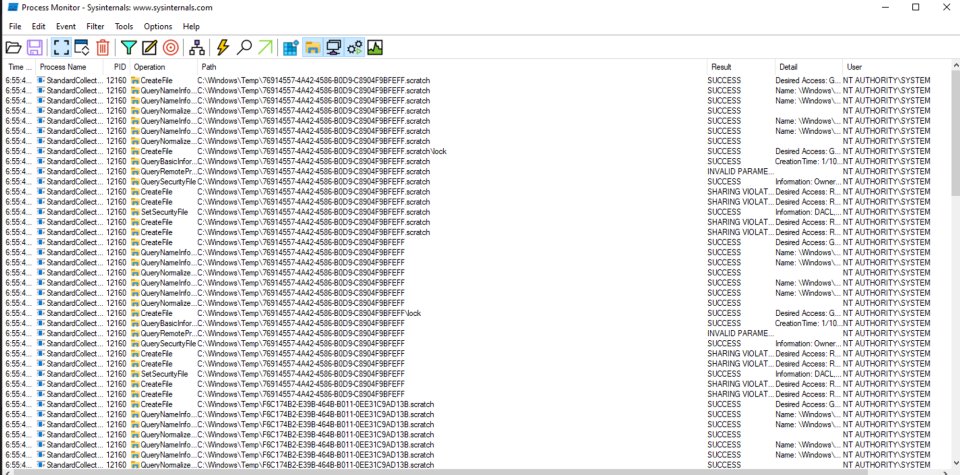 Process Monitor - Sysinternals: www.sysinternals.com
File Edit Event Filter Tools Options Help
Time ... Process Name PID Operation Path Result Detail User
6:55:4... StandardCollect... 12160 CreateFile C:\Windows\Temp\76914557-4A42-4586-B0D9-C8904F9BFEFF.scratch SUCCESS Desired Access: G... NT AUTHORITY\SYSTEM
6:55:4... StandardCollect... 12160 QueryNameInfo... C:\Windows\Temp\76914557-4A42-4586-B0D9-C8904F9BFEFF.scratch SUCCESS Name: \Windows\... NT AUTHORITY\SYSTEM
6:55:4... StandardCollect... 12160 QueryNameInfo... C:\Windows\Temp\76914557-4A42-4586-B0D9-C8904F9BFEFF.scratch SUCCESS Name: \Windows\... NT AUTHORITY\SYSTEM
6:55:4... StandardCollect... 12160 QueryNormalize... C:\Windows\Temp\76914557-4A42-4586-B0D9-C8904F9BFEFF.scratch SUCCESS NT AUTHORITY\SYSTEM
6:55:4... StandardCollect... 12160 QueryNameInfo... C:\Windows\Temp\76914557-4A42-4586-B0D9-C8904F9BFEFF.scratch SUCCESS Name: \Windows\... NT AUTHORITY\SYSTEM
6:55:4... StandardCollect... 12160 QueryNameInfo... C:\Windows\Temp\76914557-4A42-4586-B0D9-C8904F9BFEFF.scratch SUCCESS Name: \Windows\... NT AUTHORITY\SYSTEM
6:55:4... StandardCollect... 12160 QueryNormalize... C:\Windows\Temp\76914557-4A42-4586-B0D9-C8904F9BFEFF.scratch SUCCESS NT AUTHORITY\SYSTEM
6:55:4... StandardCollect... 12160 CreateFile C:\Windows\Temp\76914557-4A42-4586-B0D9-C8904F9BFEFF.scratch\lock SUCCESS Desired Access: G... NT AUTHORITY\SYSTEM
6:55:4... StandardCollect... 12160 QueryBasicInfor... C:\Windows\Temp\76914557-4A42-4586-B0D9-C8904F9BFEFF.scratch SUCCESS CreationTime: 1/10... NT AUTHORITY\SYSTEM
6:55:4... StandardCollect... 12160 QueryRemotePr... C:\Windows\Temp\76914557-4A42-4586-B0D9-C8904F9BFEFF.scratch INVALID PARAME... NT AUTHORITY\SYSTEM
6:55:4... StandardCollect... 12160 QuerySecurityFile C:\Windows\Temp\76914557-4A42-4586-B0D9-C8904F9BFEFF.scratch SUCCESS Information: Owner... NT AUTHORITY\SYSTEM
6:55:4... StandardCollect... 12160 CreateFile C:\Windows\Temp\76914557-4A42-4586-B0D9-C8904F9BFEFF.scratch SHARING VIOLAT... Desired Access: R... NT AUTHORITY\SYSTEM
6:55:4... StandardCollect... 12160 CreateFile C:\Windows\Temp\76914557-4A42-4586-B0D9-C8904F9BFEFF.scratch SHARING VIOLAT... Desired Access: R... NT AUTHORITY\SYSTEM
6:55:4... StandardCollect... 12160 SetSecurityFile C:\Windows\Temp\76914557-4A42-4586-B0D9-C8904F9BFEFF.scratch SUCCESS Information: DACL,... NT AUTHORITY\SYSTEM
6:55:4... StandardCollect... 12160 CreateFile C:\Windows\Temp\76914557-4A42-4586-B0D9-C8904F9BFEFF.scratch SHARING VIOLAT... Desired Access: R... NT AUTHORITY\SYSTEM
6:55:4... StandardCollect... 12160 CreateFile C:\Windows\Temp\76914557-4A42-4586-B0D9-C8904F9BFEFF.scratch SHARING VIOLAT... Desired Access: R... NT AUTHORITY\SYSTEM
6:55:4... StandardCollect... 12160 CreateFile C:\Windows\Temp\76914557-4A42-4586-B0D9-C8904F9BFEFF SUCCESS Desired Access: G... NT AUTHORITY\SYSTEM
6:55:4... StandardCollect... 12160 QueryNameInfo... C:\Windows\Temp\76914557-4A42-4586-B0D9-C8904F9BFEFF SUCCESS Name: \Windows\... NT AUTHORITY\SYSTEM
6:55:4... StandardCollect... 12160 QueryNameInfo... C:\Windows\Temp\76914557-4A42-4586-B0D9-C8904F9BFEFF SUCCESS Name: \Windows\... NT AUTHORITY\SYSTEM
6:55:4... StandardCollect... 12160 QueryNormalize... C:\Windows\Temp\76914557-4A42-4586-B0D9-C8904F9BFEFF SUCCESS NT AUTHORITY\SYSTEM
6:55:4... StandardCollect... 12160 QueryNameInfo... C:\Windows\Temp\76914557-4A42-4586-B0D9-C8904F9BFEFF SUCCESS Name: \Windows\... NT AUTHORITY\SYSTEM
6:55:4... StandardCollect... 12160 QueryNameInfo... C:\Windows\Temp\76914557-4A42-4586-B0D9-C8904F9BFEFF SUCCESS Name: \Windows\... NT AUTHORITY\SYSTEM
6:55:4... StandardCollect... 12160 QueryNormalize... C:\Windows\Temp\76914557-4A42-4586-B0D9-C8904F9BFEFF SUCCESS NT AUTHORITY\SYSTEM
6:55:4... StandardCollect... 12160 CreateFile C:\Windows\Temp\76914557-4A42-4586-B0D9-C8904F9BFEFF\lock SUCCESS Desired Access: G... NT AUTHORITY\SYSTEM
6:55:4... StandardCollect... 12160 QueryBasicInfor... C:\Windows\Temp\76914557-4A42-4586-B0D9-C8904F9BFEFF SUCCESS CreationTime: 1/10... NT AUTHORITY\SYSTEM
6:55:4... StandardCollect... 12160 QueryRemotePr... C:\Windows\Temp\76914557-4A42-4586-B0D9-C8904F9BFEFF INVALID PARAME... NT AUTHORITY\SYSTEM
6:55:4... StandardCollect... 12160 QuerySecurityFile C:\Windows\Temp\76914557-4A42-4586-B0D9-C8904F9BFEFF SUCCESS Information: Owner... NT AUTHORITY\SYSTEM
6:55:4... StandardCollect... 12160 CreateFile C:\Windows\Temp\76914557-4A42-4586-B0D9-C8904F9BFEFF SHARING VIOLAT... Desired Access: R... NT AUTHORITY\SYSTEM
6:55:4... StandardCollect... 12160 CreateFile C:\Windows\Temp\76914557-4A42-4586-B0D9-C8904F9BFEFF SHARING VIOLAT... Desired Access: R... NT AUTHORITY\SYSTEM
6:55:4... StandardCollect... 12160 SetSecurityFile C:\Windows\Temp\76914557-4A42-4586-B0D9-C8904F9BFEFF SUCCESS Information: DACL,... NT AUTHORITY\SYSTEM
6:55:4... StandardCollect... 12160 CreateFile C:\Windows\Temp\76914557-4A42-4586-B0D9-C8904F9BFEFF SHARING VIOLAT... Desired Access: R... NT AUTHORITY\SYSTEM
6:55:4... StandardCollect... 12160 CreateFile C:\Windows\Temp\76914557-4A42-4586-B0D9-C8904F9BFEFF SHARING VIOLAT... Desired Access: R... NT AUTHORITY\SYSTEM
6:55:4... StandardCollect... 12160 CreateFile C:\Windows\Temp\F6C174B2-E39B-464B-B011-0EE31C9AD13B.scratch SUCCESS Desired Access: G... NT AUTHORITY\SYSTEM
6:55:4... StandardCollect... 12160 QueryNameInfo... C:\Windows\Temp\F6C174B2-E39B-464B-B011-0EE31C9AD13B.scratch SUCCESS Name: \Windows\... NT AUTHORITY\SYSTEM
6:55:4... StandardCollect... 12160 QueryNameInfo... C:\Windows\Temp\F6C174B2-E39B-464B-B011-0EE31C9AD13B.scratch SUCCESS Name: \Windows\... NT AUTHORITY\SYSTEM
6:55:4... StandardCollect... 12160 QueryNormalize... C:\Windows\Temp\F6C174B2-E39B-464B-B011-0EE31C9AD13B.scratch SUCCESS NT AUTHORITY\SYSTEM
6:55:4... StandardCollect... 12160 QueryNameInfo... C:\Windows\Temp\F6C174B2-E39B-464B-B011-0EE31C9AD13B.scratch SUCCESS Name: \Windows\... NT AUTHORITY\SYSTEM
6:55:4... StandardCollect... 12160 QueryNameInfo... C:\Windows\Temp\F6C174B2-E39B-464B-B011-0EE31C9AD13B.scratch SUCCESS Name: \Windows\... NT AUTHORITY\SYSTEM
6:55:4... StandardCollect... 12160 QueryNormalize... C:\Windows\Temp\F6C174B2-E39B-464B-B011-0EE31C9AD13B.scratch SUCCESS NT AUTHORITY\SYSTEM